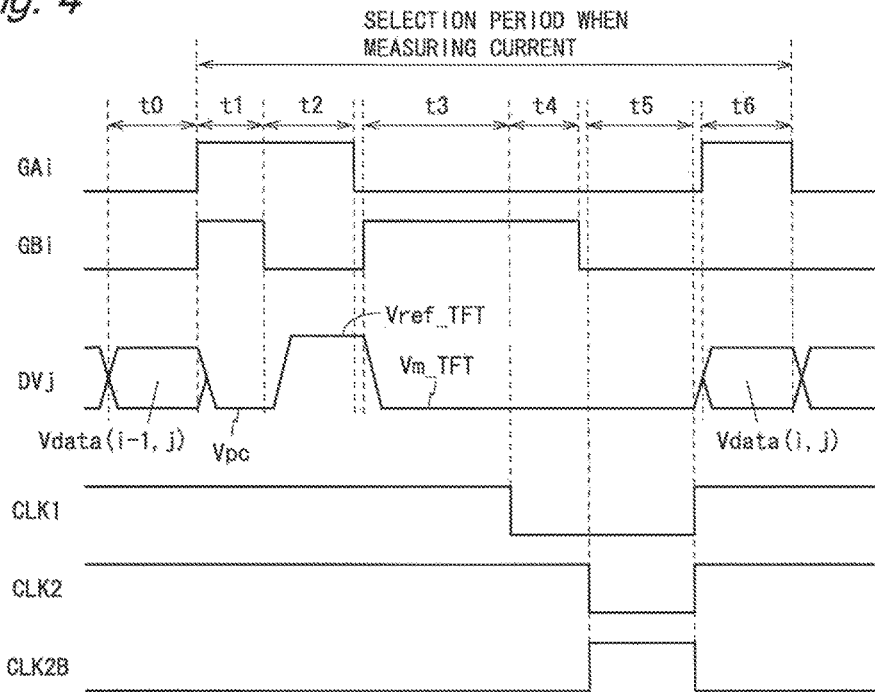 Fig. 4
SELECTION PERIOD WHEN
MEASURING CURRENT
t0 t1 t2 t3 t4 t5 t6
GAi
GBi
Vref_TFT
Vm_TFT
DVj
Vdata(i-1, j)
Vpc
Vdata(i, j)
CLK1
CLK2
CLK2B